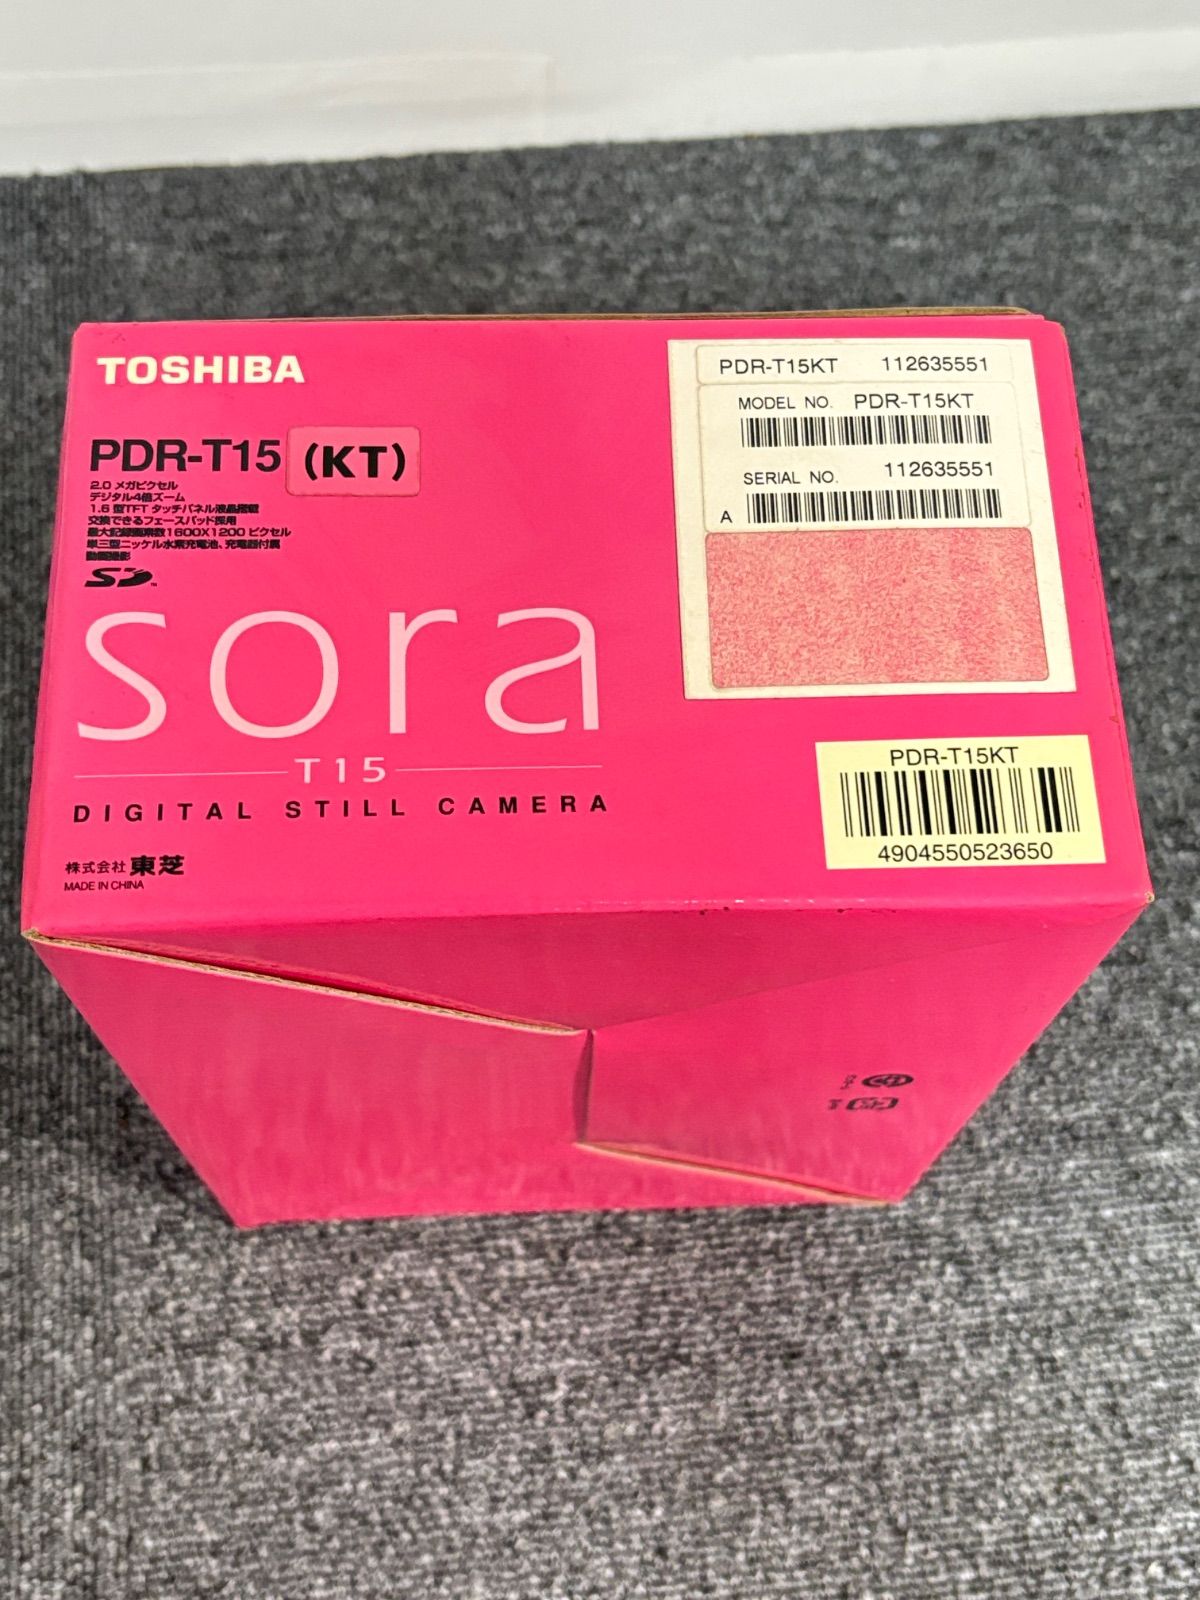 TOSHIBA
PDR-T15 (KT)
2.0 メガピクセル
デジタル4倍ズーム
1.6 型TFT タッチパネル液晶搭載
交換できるフェースパッド採用
最大記録画素数1600X1200 ピクセル
単三型ニッケル水素充電池、充電器付属
動画撮影
SD™
sora
T15
DIGITAL STILL CAMERA
株式会社 東芝
MADE IN CHINA
PDR-T15KT 112635551
MODEL NO. PDR-T15KT
SERIAL NO. 112635551
A
PDR-T15KT
4904550523650